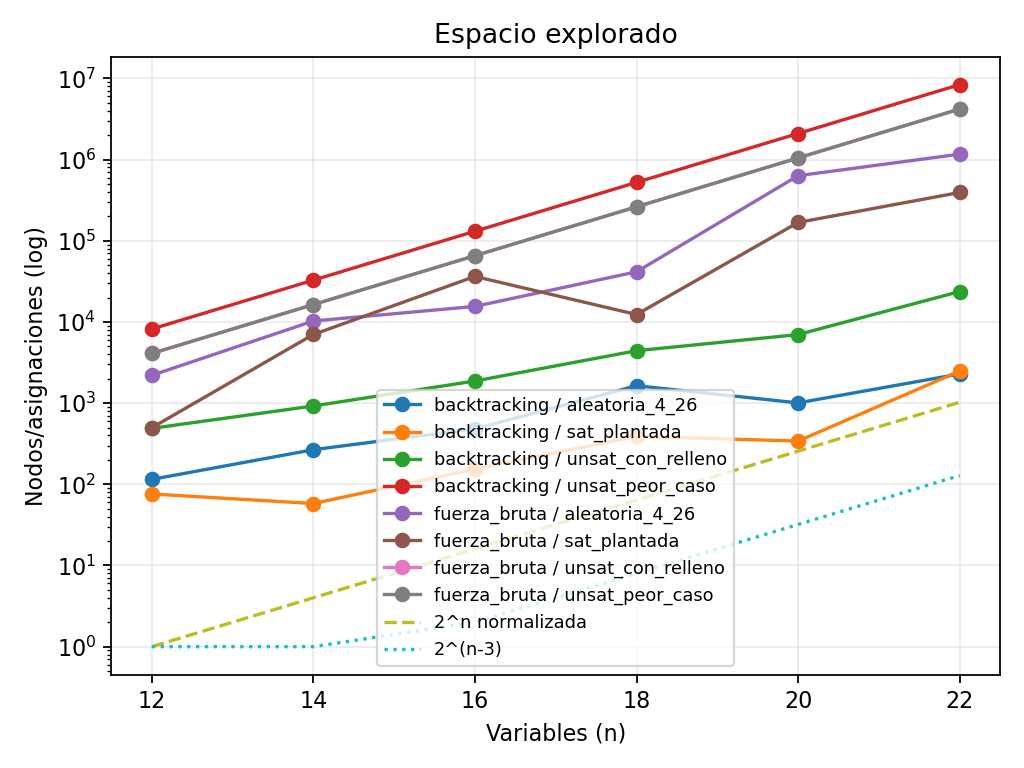 Espacio explorado
Nodos/asignaciones (log)
10^7
10^6
10^5
10^4
10^3
10^2
10^1
10^0
backtracking / aleatoria_4_26
backtracking / sat_plantada
backtracking / unsat_con_relleno
backtracking / unsat_peor_caso
fuerza_bruta / aleatoria_4_26
fuerza_bruta / sat_plantada
fuerza_bruta / unsat_con_relleno
fuerza_bruta / unsat_peor_caso
2^n normalizada
2^(n-3)
12 14 16 18 20 22
Variables (n)